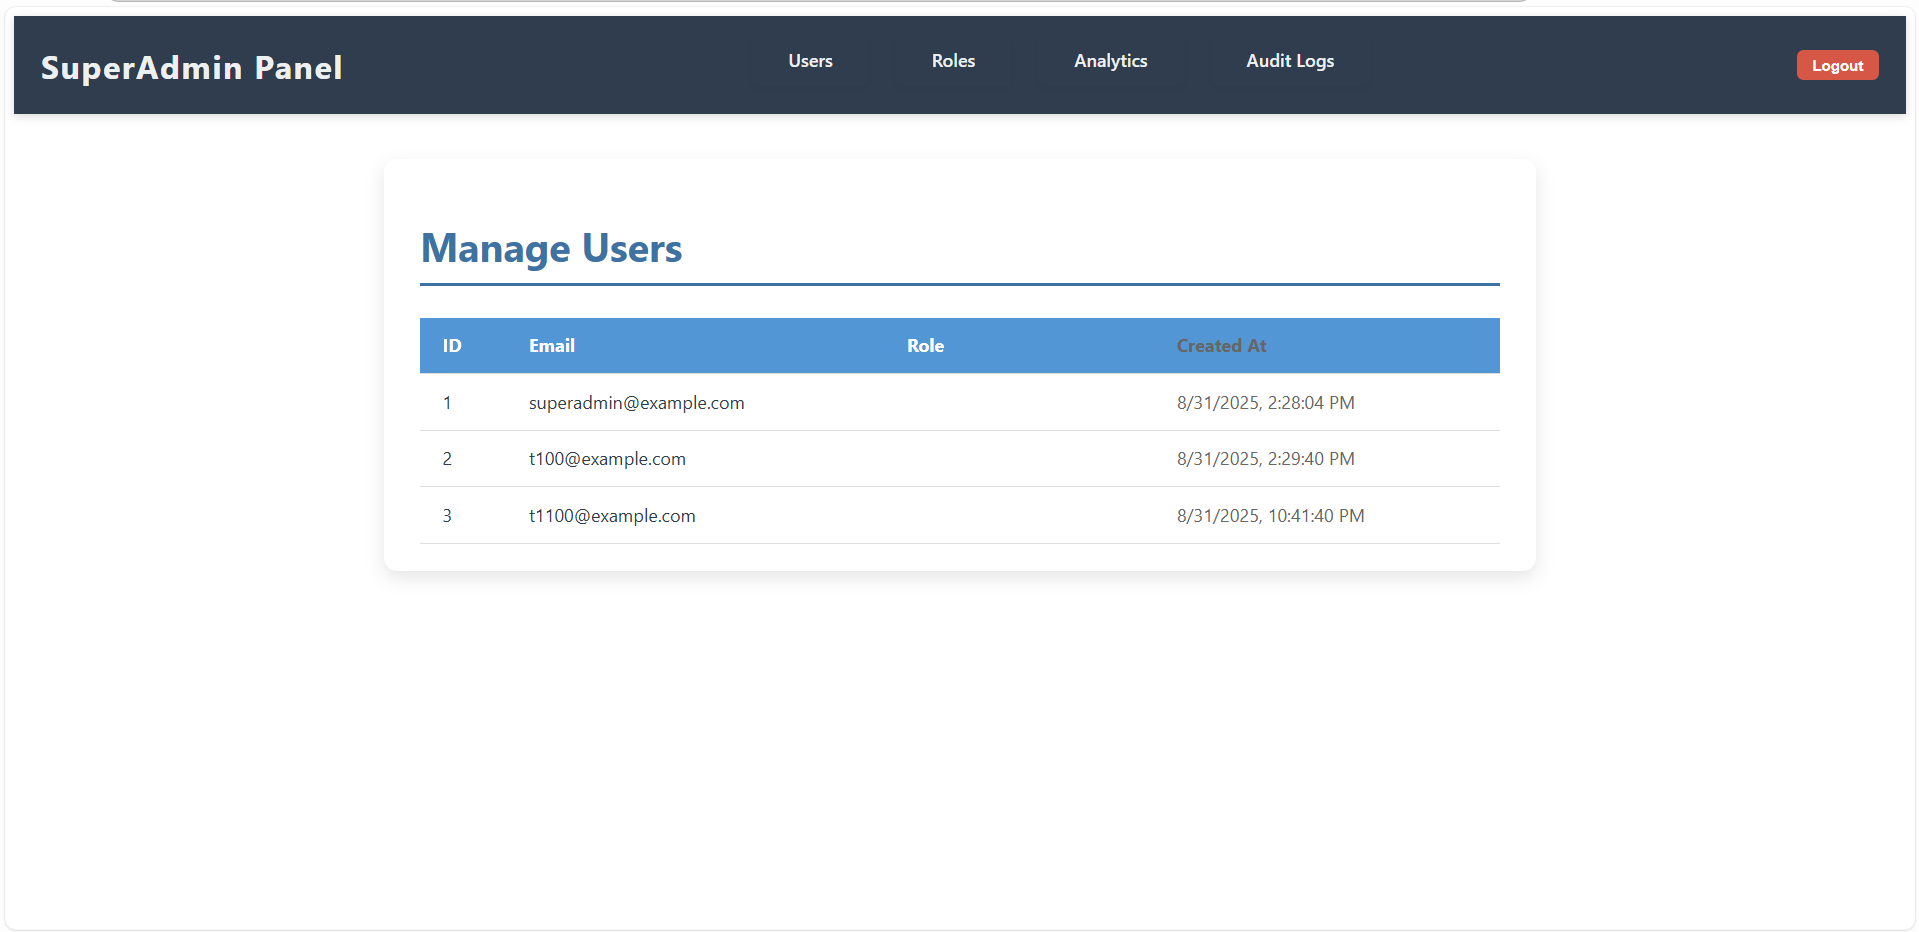 SuperAdmin Panel
Users Roles Analytics Audit Logs
Logout
Manage Users
ID Email Role Created At
1 superadmin@example.com 8/31/2025, 2:28:04 PM
2 t100@example.com 8/31/2025, 2:29:40 PM
3 t1100@example.com 8/31/2025, 10:41:40 PM